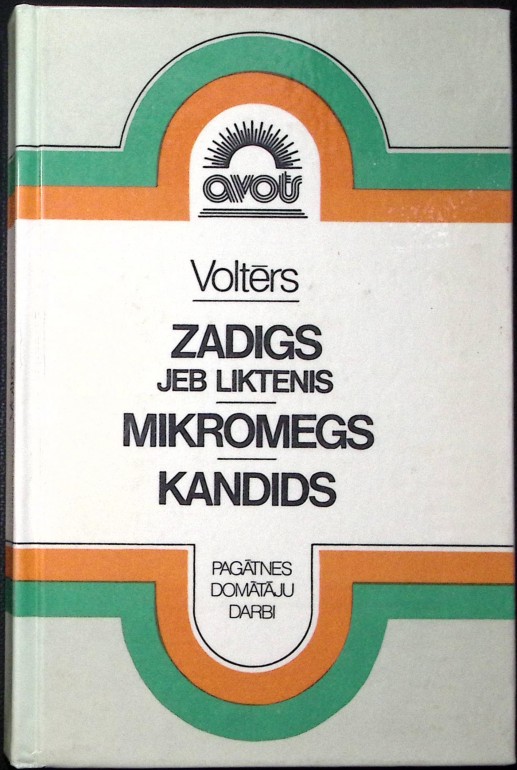 avots
Voltērs
ZADIGS
JEB LIKTENIS
MIKROMEGS
KANDIDS
PAGĀTNES
DOMĀTĀJU
DARBI